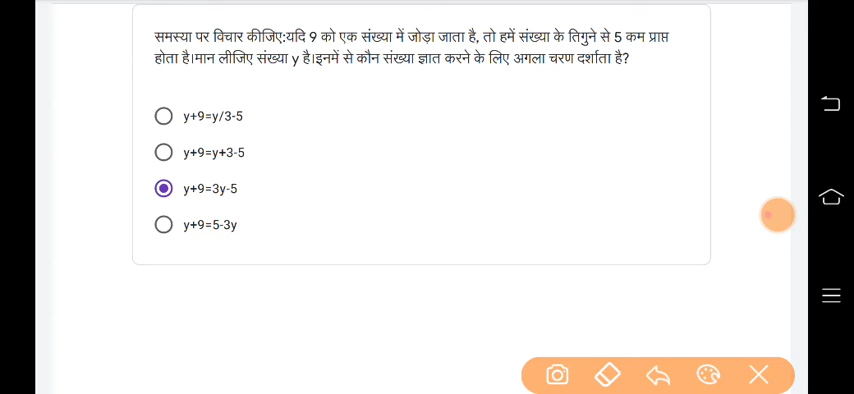 समस्या पर विचार कीजिए:यदि 9 को एक संख्या में जोड़ा जाता है, तो हमें संख्या के तिगुने से 5 कम प्राप्त
होता है।मान लीजिए संख्या y है।इनमें से कौन संख्या ज्ञात करने के लिए अगला चरण दर्शाता है?
y+9=y/3-5
y+9=y+3-5
y+9=3y-5
y+9=5-3y